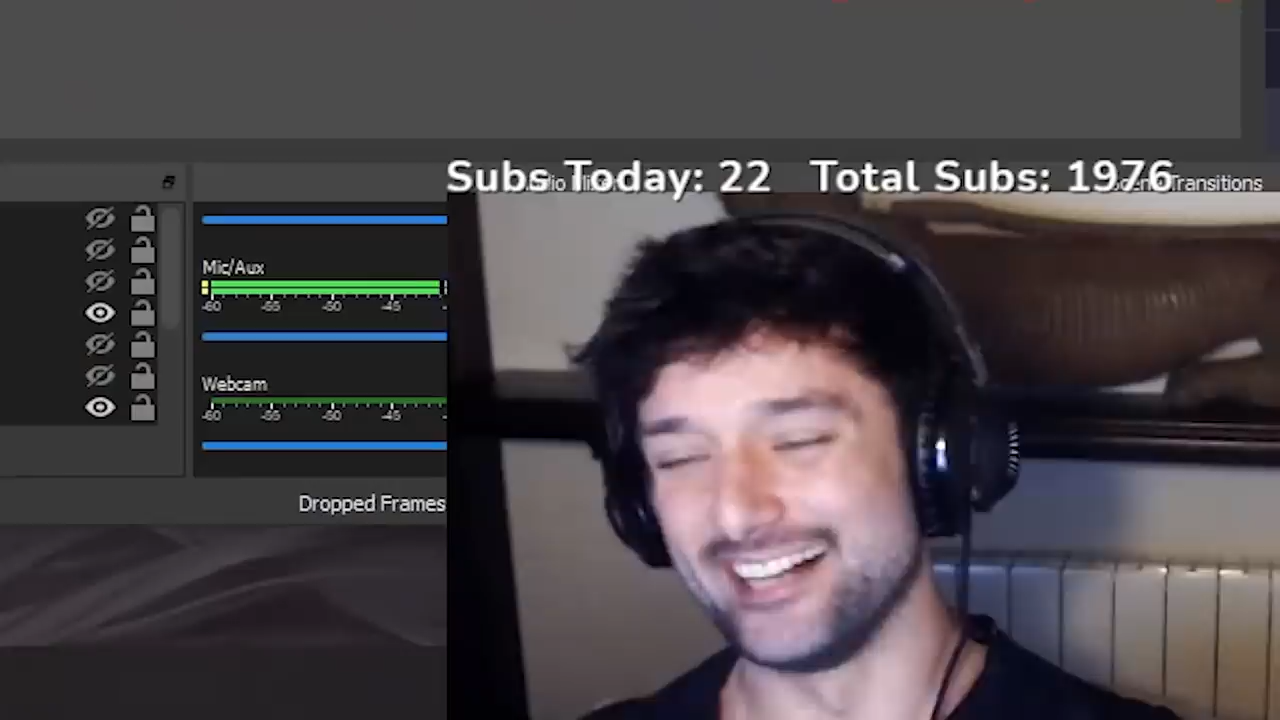 Subs Today: 22 Total Subs: 1976
Mic/Aux
-60 -55 -50 -45
Webcam
-60 -55 -50 -45
Dropped Frames
Transitions